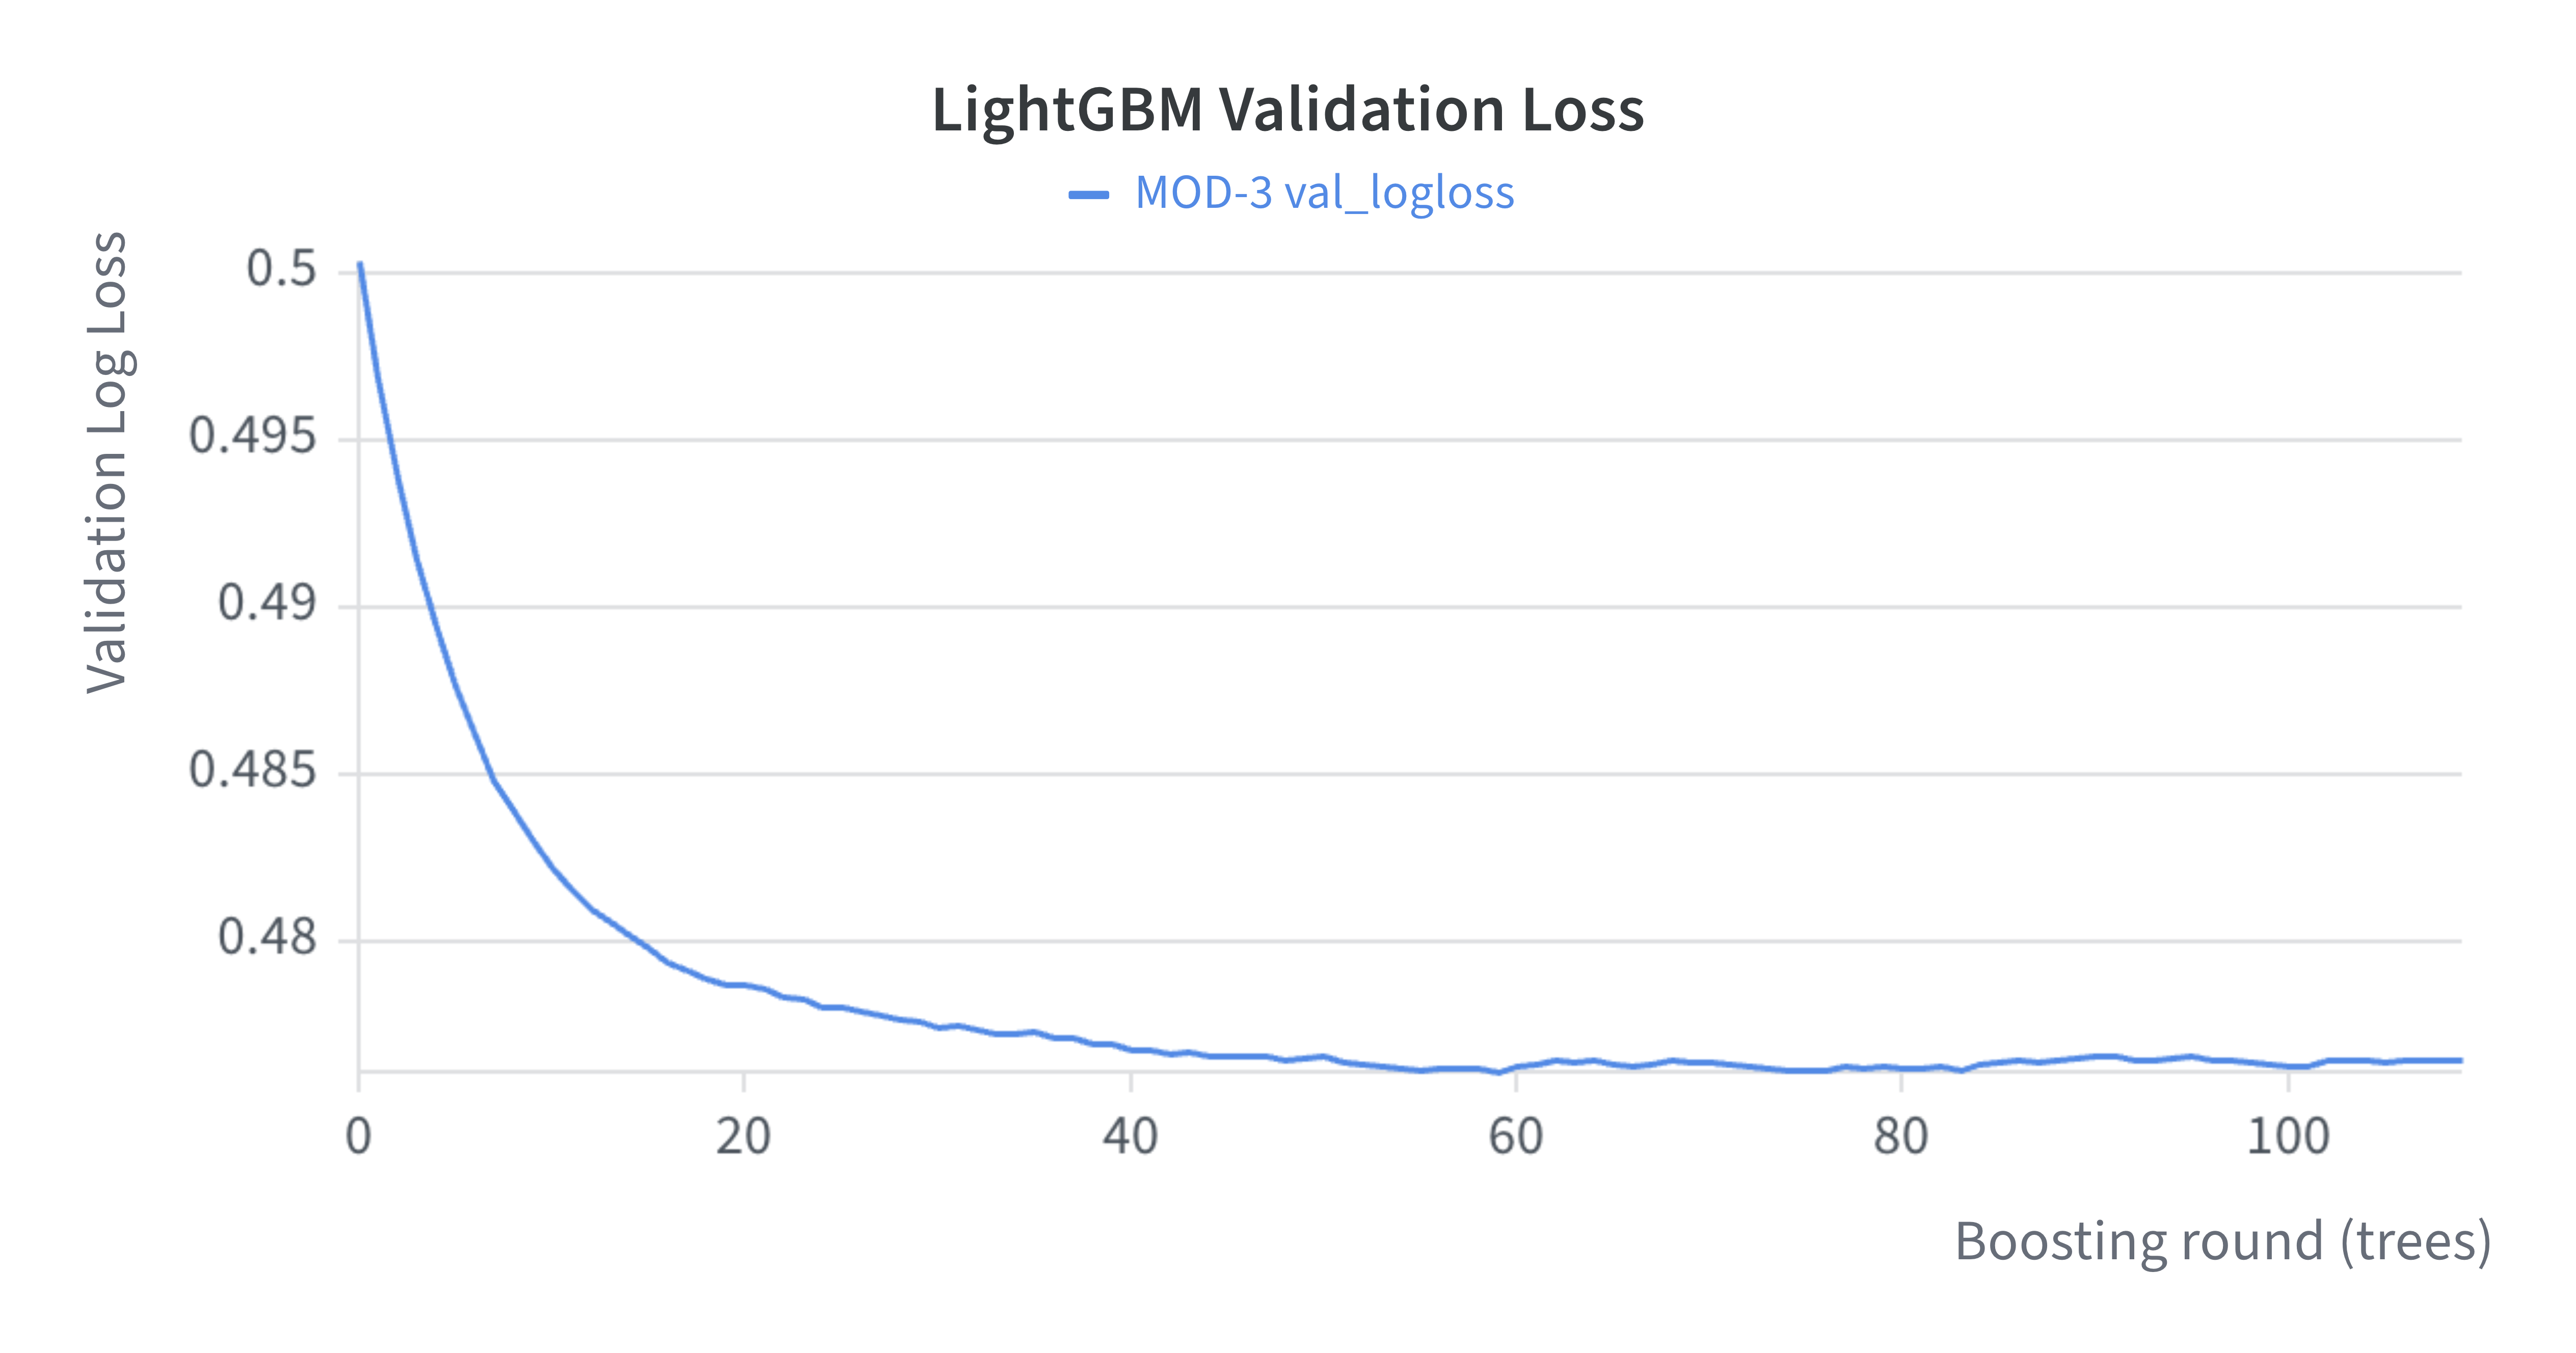 LightGBM Validation Loss
MOD-3 val_logloss
Validation Log Loss
0.5
0.495
0.49
0.485
0.48
0 20 40 60 80 100
Boosting round (trees)